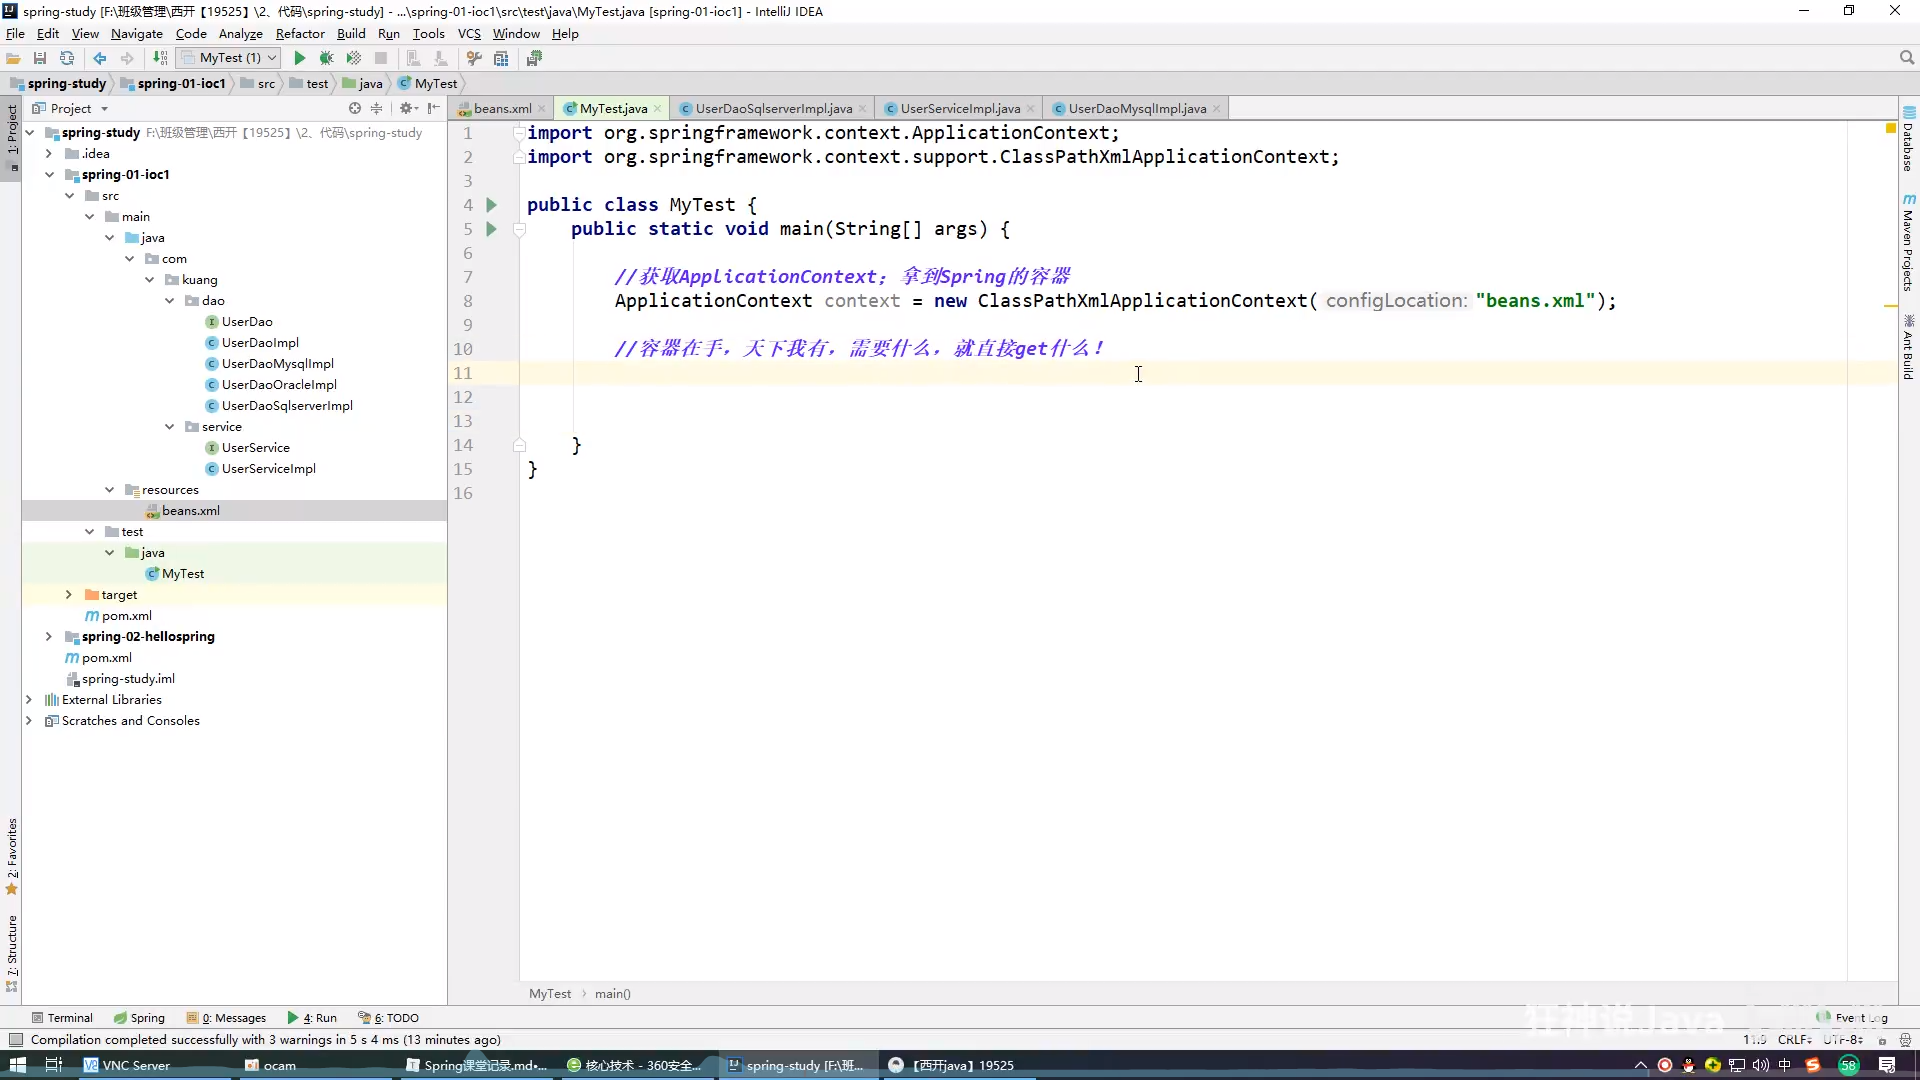 spring-study [F:\班级管理\西开【19525】\2、代码\spring-study] - ...\spring-01-ioc1\src\test\java\MyTest.java [spring-01-ioc1] - IntelliJ IDEA
File Edit View Navigate Code Analyze Refactor Build Run Tools VCS Window Help
MyTest (1)
spring-study spring-01-ioc1 src test java MyTest
Project
beans.xml MyTest.java UserDaoSqlserverImpl.java UserServiceImpl.java UserDaoMysqlImpl.java
1: Project
2: Favorites
7: Structure
spring-study F:\班级管理\西开【19525】\2、代码\spring-study
.idea
spring-01-ioc1
src
main
java
com
kuang
dao
UserDao
UserDaoImpl
UserDaoMysqlImpl
UserDaoOracleImpl
UserDaoSqlserverImpl
service
UserService
UserServiceImpl
resources
beans.xml
test
java
MyTest
target
pom.xml
spring-02-hellospring
pom.xml
spring-study.iml
External Libraries
Scratches and Consoles
1 import org.springframework.context.ApplicationContext;
2 import org.springframework.context.support.ClassPathXmlApplicationContext;
3
4 public class MyTest {
5 public static void main(String[] args) {
6
7 //获取ApplicationContext；拿到Spring的容器
8 ApplicationContext context = new ClassPathXmlApplicationContext( configLocation: "beans.xml");
9
10 //容器在手，天下我有，需要什么，就直接get什么！
11
12
13
14 }
15 }
16
Database
Maven Projects
Ant Build
MyTest › main()
Terminal Spring 0: Messages 4: Run 6: TODO
Event Log
狂神说Java
Compilation completed successfully with 3 warnings in 5 s 4 ms (13 minutes ago)
11:9 CRLF UTF-8
VNC Server ocam Spring课堂记录.md•... 核心技术 - 360安全... spring-study [F:\班... 【西开java】19525
中 58